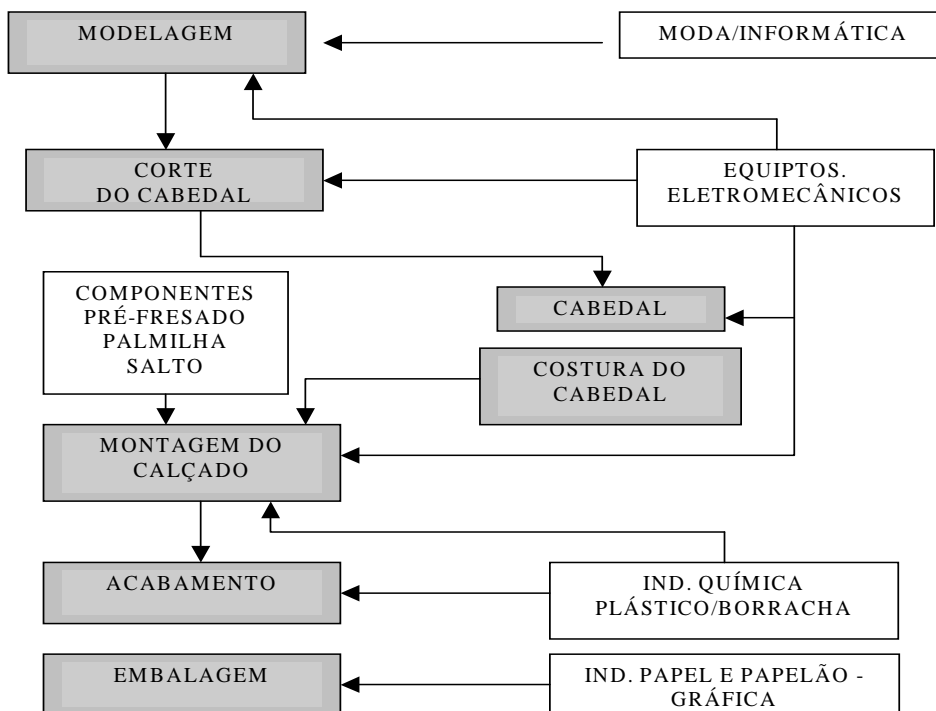 MODELAGEM
MODA/INFORMÁTICA
CORTE
DO CABEDAL
EQUIPTOS.
ELETROMECÂNICOS
COMPONENTES
PRÉ-FRESADO
PALMILHA
SALTO
CABEDAL
COSTURA DO
CABEDAL
MONTAGEM DO
CALÇADO
ACABAMENTO
IND. QUÍMICA
PLÁSTICO/BORRACHA
EMBALAGEM
IND. PAPEL E PAPELÃO -
GRÁFICA